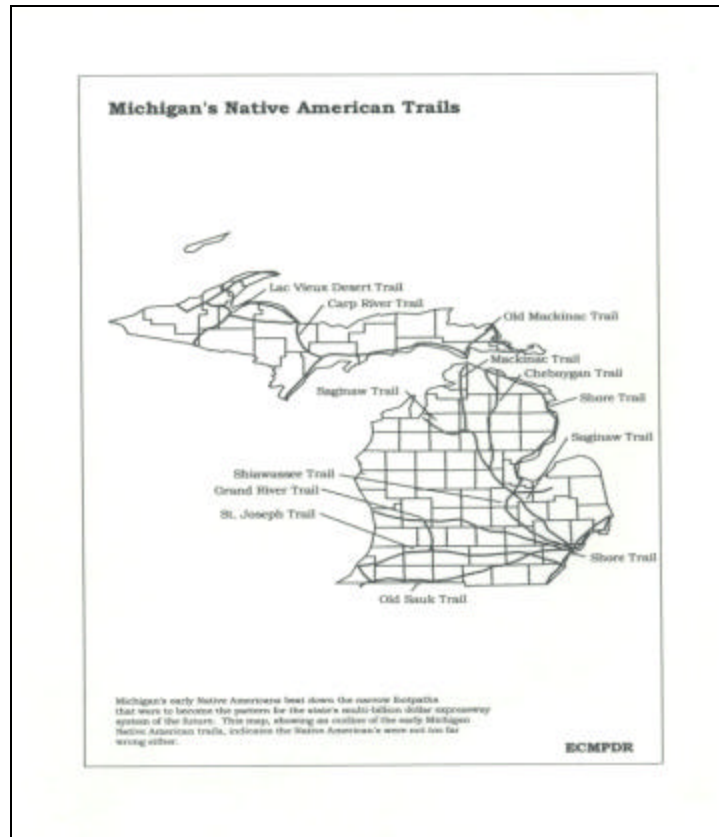 Michigan's Native American Trails
Lac Vieux Desert Trail
Carp River Trail
Old Mackinac Trail
Mackinac Trail
Cheboygan Trail
Saginaw Trail
Shore Trail
Saginaw Trail
Shiawassee Trail
Grand River Trail
St. Joseph Trail
Shore Trail
Old Sauk Trail
Michigan's early Native Americans beat down the narrow footpaths
that were to become the pattern for the state's multi-billion dollar expressway
system of the future. This map, showing an outline of the early Michigan
Native American trails, indicates the Native American's were not too far
wrong either.
ECMPDR